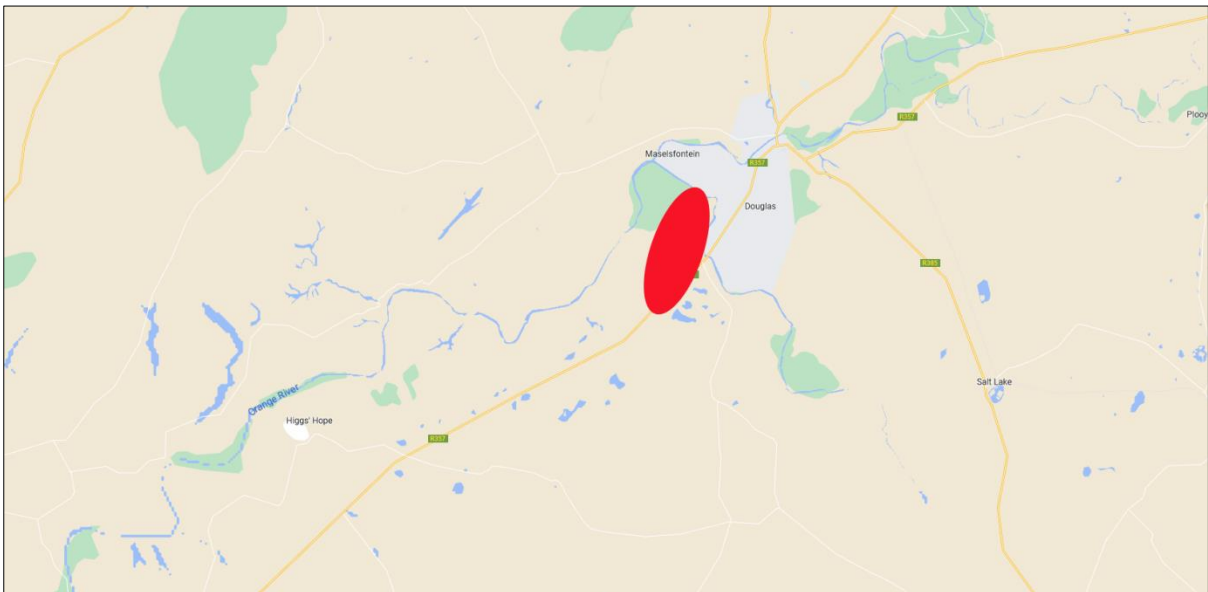 R357
Plooy
Maselsfontein
R357
Douglas
R385
Salt Lake
Orange River
Higgs' Hope
R357